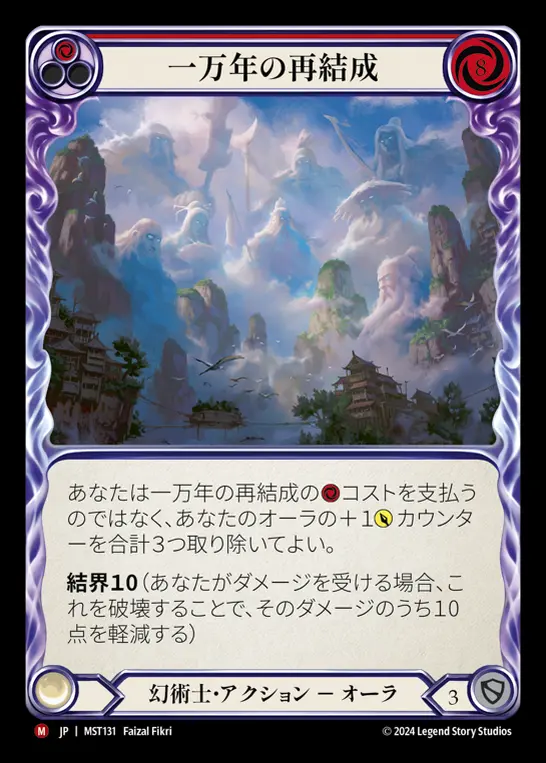 一万年の再結成
8
あなたは一万年の再結成のコストを支払う
のではなく、あなたのオーラの＋1カウンタ
ーを合計3つ取り除いてよい。
結界10（あなたがダメージを受ける場合、こ
れを破壊することで、そのダメージのうち10
点を軽減する）
幻術士・アクション － オーラ
3
M JP | MST131 Faizal Fikri
© 2024 Legend Story Studios